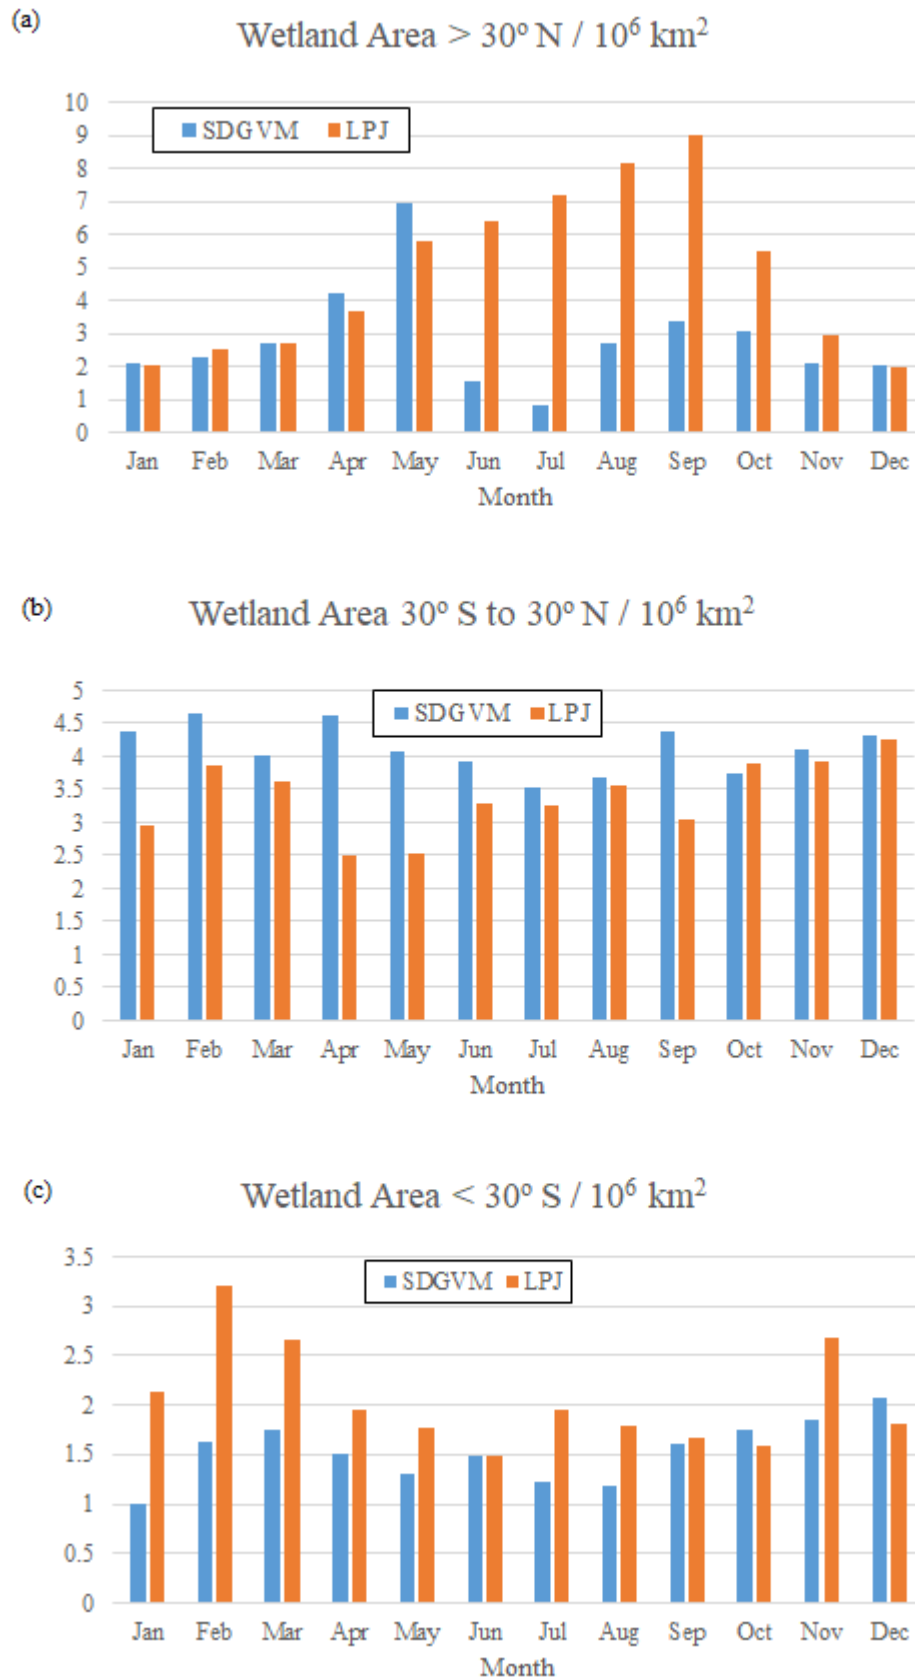 (a)
Wetland Area > 30° N / 10⁶ km²
10
9
8
7
6
5
4
3
2
1
0
SDGVM LPJ
Jan Feb Mar Apr May Jun Jul Aug Sep Oct Nov Dec
Month
(b)
Wetland Area 30° S to 30° N / 10⁶ km²
5
4.5
4
3.5
3
2.5
2
1.5
1
0.5
0
SDGVM LPJ
Jan Feb Mar Apr May Jun Jul Aug Sep Oct Nov Dec
Month
(c)
Wetland Area < 30° S / 10⁶ km²
3.5
3
2.5
2
1.5
1
0.5
0
SDGVM LPJ
Jan Feb Mar Apr May Jun Jul Aug Sep Oct Nov Dec
Month